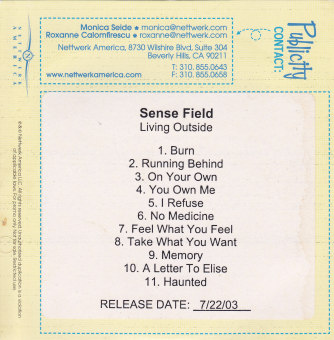 Monica Seide ★ monica@nettwerk.com
Roxanne Calomfirescu ★ roxanne@nettwerk.com
Nettwerk America, 8730 Wilshire Blvd, Suite 304
Beverly Hills, CA 90211
T: 310. 855.0643
www.nettwerkamerica.com F: 310. 855.0658
Publicity
CONTACT:
NETTWERK
AMERICA
Sense Field
Living Outside
1. Burn
2. Running Behind
3. On Your Own
4. You Own Me
5. I Refuse
6. No Medicine
7. Feel What You Feel
8. Take What You Want
9. Memory
10. A Letter To Elise
11. Haunted
RELEASE DATE: 7/22/03